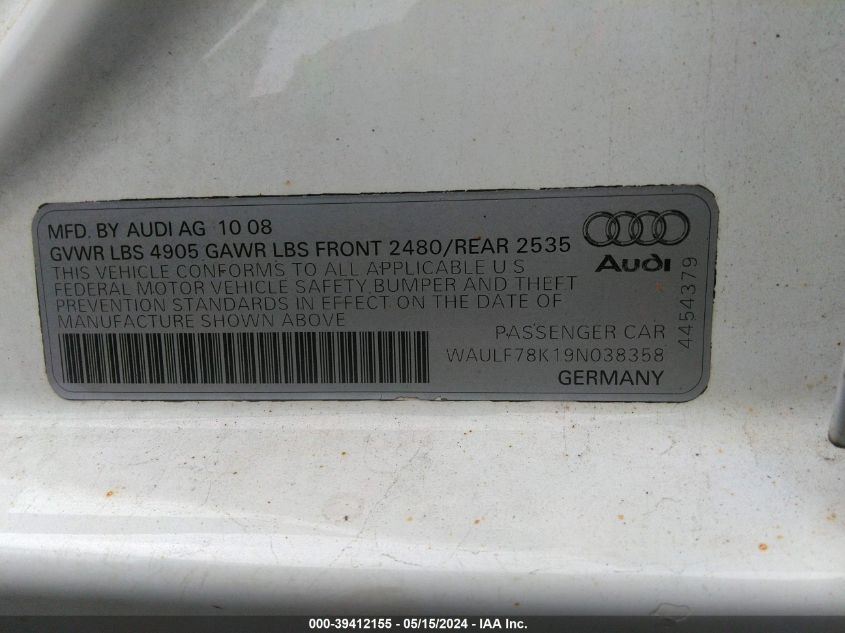 MFD. BY AUDI AG 10 08
GVWR LBS 4905 GAWR LBS FRONT 2480/REAR 2535
THIS VEHICLE CONFORMS TO ALL APPLICABLE U S
FEDERAL MOTOR VEHICLE SAFETY BUMPER AND THEFT
PREVENTION STANDARDS IN EFFECT ON THE DATE OF
MANUFACTURE SHOWN ABOVE
PASSENGER CAR
WAULF78K19N038358
GERMANY
Audi
4454379
000-39412155 - 05/15/2024 - IAA Inc.